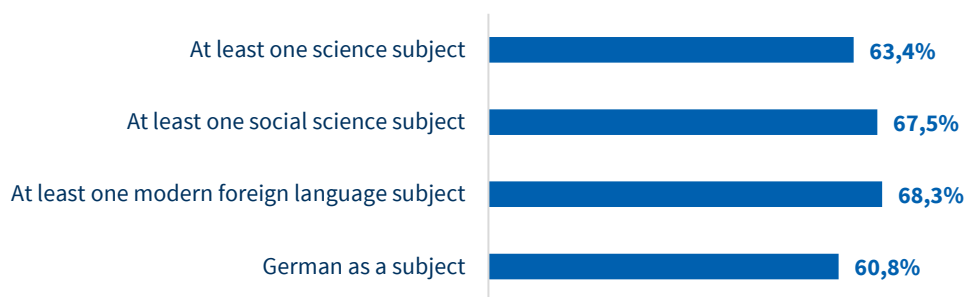 At least one science subject 63,4%
At least one social science subject 67,5%
At least one modern foreign language subject 68,3%
German as a subject 60,8%